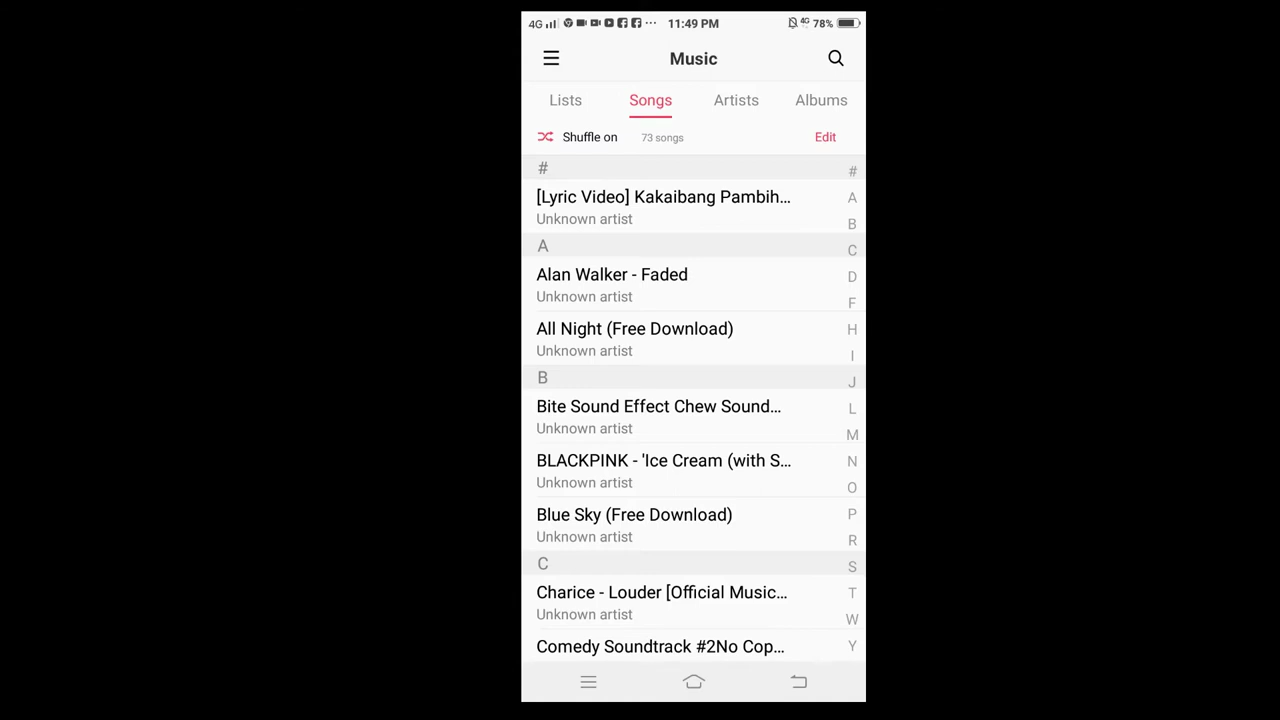 4G 11:49 PM 4G 78%
Music
Lists Songs Artists Albums
Shuffle on 73 songs Edit
#
[Lyric Video] Kakaibang Pambih...
Unknown artist
A
Alan Walker - Faded
Unknown artist
All Night (Free Download)
Unknown artist
B
Bite Sound Effect Chew Sound...
Unknown artist
BLACKPINK - 'Ice Cream (with S...
Unknown artist
Blue Sky (Free Download)
Unknown artist
C
Charice - Louder [Official Music...
Unknown artist
Comedy Soundtrack #2No Cop...
#
A
B
C
D
F
H
I
J
L
M
N
O
P
R
S
T
W
Y